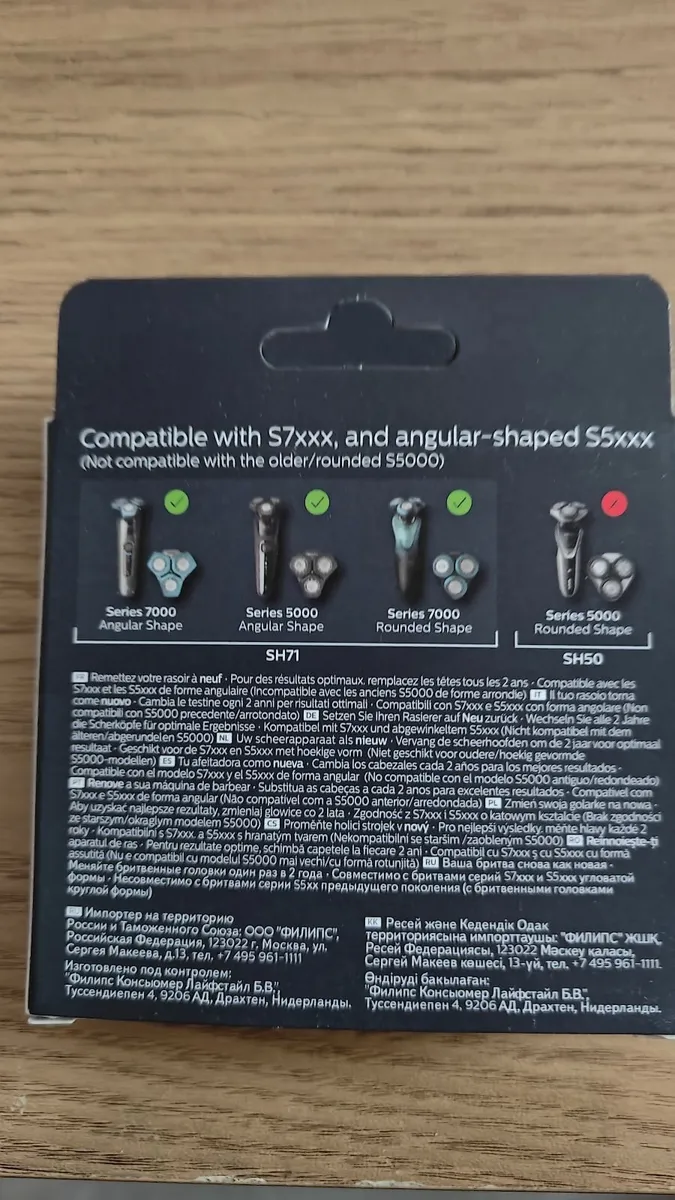 Compatible with S7xxx, and angular-shaped S5xxx
(Not compatible with the older/rounded S5000)
Series 7000
Angular Shape
Series 5000
Angular Shape
Series 7000
Rounded Shape
Series 5000
Rounded Shape
SH71
SH50
FR Remettez votre rasoir à neuf · Pour des résultats optimaux, remplacez les têtes tous les 2 ans · Compatible avec les
S7xxx et les S5xxx de forme angulaire (Incompatible avec les anciens S5000 de forme arrondie) IT Il tuo rasoio torna
come nuovo · Cambia le testine ogni 2 anni per risultati ottimali · Compatibili con S7xxx e S5xxx con forma angolare (Non
compatibili con S5000 precedente/arrotondato) DE Setzen Sie Ihren Rasierer auf Neu zurück · Wechseln Sie alle 2 Jahre
die Scherköpfe für optimale Ergebnisse · Kompatibel mit S7xxx und abgewinkeltem S5xxx (Nicht kompatibel mit dem
älteren/abgerundelen S5000) NL Uw scheerapparaat als nieuw · Vervang de scheerhoofden om de 2 jaar voor optimaal
resultaat · Geschikt voor de S7xxx en S5xxx met hoekige vorm (Niet geschikt voor oudere/hoekig gevormde
S5000-modellen) ES Tu afeitadora como nueva · Cambia los cabezales cada 2 años para los mejores resultados ·
Compatible con el modelo S7xxx y el S5xxx de forma angular (No compatible con el modelo S5000 antiguo/redondeado)
PT Renove a sua máquina de barbear · Substitua as cabeças a cada 2 anos para excelentes resultados · Compatível com
S7xxx e S5xxx de forma angular (Não compatível com a S5000 anterior/arredondada) PL Zmień swoja golarke na nowa ·
Aby uzyskać najlepsze rezultaty, zmieniaj głowice co 2 lata · Zgodność z S7xxx i S5xxx o katowym kształcie (Brak zgodności
ze starszym/okrągłym modelem S5000) CS Proměňte holicí strojek v nový · Pro nejlepší výsledky, měňte hlavy každé 2
roky · Kompatibilní s S7xxx. a S5xxx s hranatým tvarem (Nekompatibilní se starším /zaobleným S5000) RO Reînnoieşte-ţi
aparatul de ras · Pentru rezultate optime, schimbă capetele la fiecare 2 ani · Compatibil cu S7xxx ş cu S5xxx cu formă
assutită (Nu e compatibil cu modelul S5000 mai vechi/cu formă rotunjită) RU Ваша бритва снова как новая ·
Меняйте бритвенные головки один раз в 2 года · Совместимо с бритвами серий S7xxx и S5xxx угловатой
формы · Несовместимо с бритвами серии S5xx предыдущего поколения (с бритвенными головками
круглой формы)
RU Импортер на территорию
России и Таможенного Союза: ООО "ФИЛИПС",
Российская Федерация, 123022 г. Москва, ул.
Сергея Макеева, д.13, тел. +7 495 961-1111
Изготовлено под контролем:
"Филипс Консьюмер Лайфстайл Б.В.",
Туссендиепен 4, 9206 АД, Драхтен, Нидерланды.
KK Ресей және Кедендік Одақ
территориясына импорттаушы: "ФИЛИПС" ЖШҚ,
Ресей Федерациясы, 123022 Мәскеу қаласы,
Сергей Макеев көшесі, 13-үй, тел. +7 495 961-1111.
Өндіруді бақылаған:
"Филипс Консьюмер Лайфстайл Б.В.",
Туссендиепен 4, 9206 АД, Драхтен, Нидерланды.